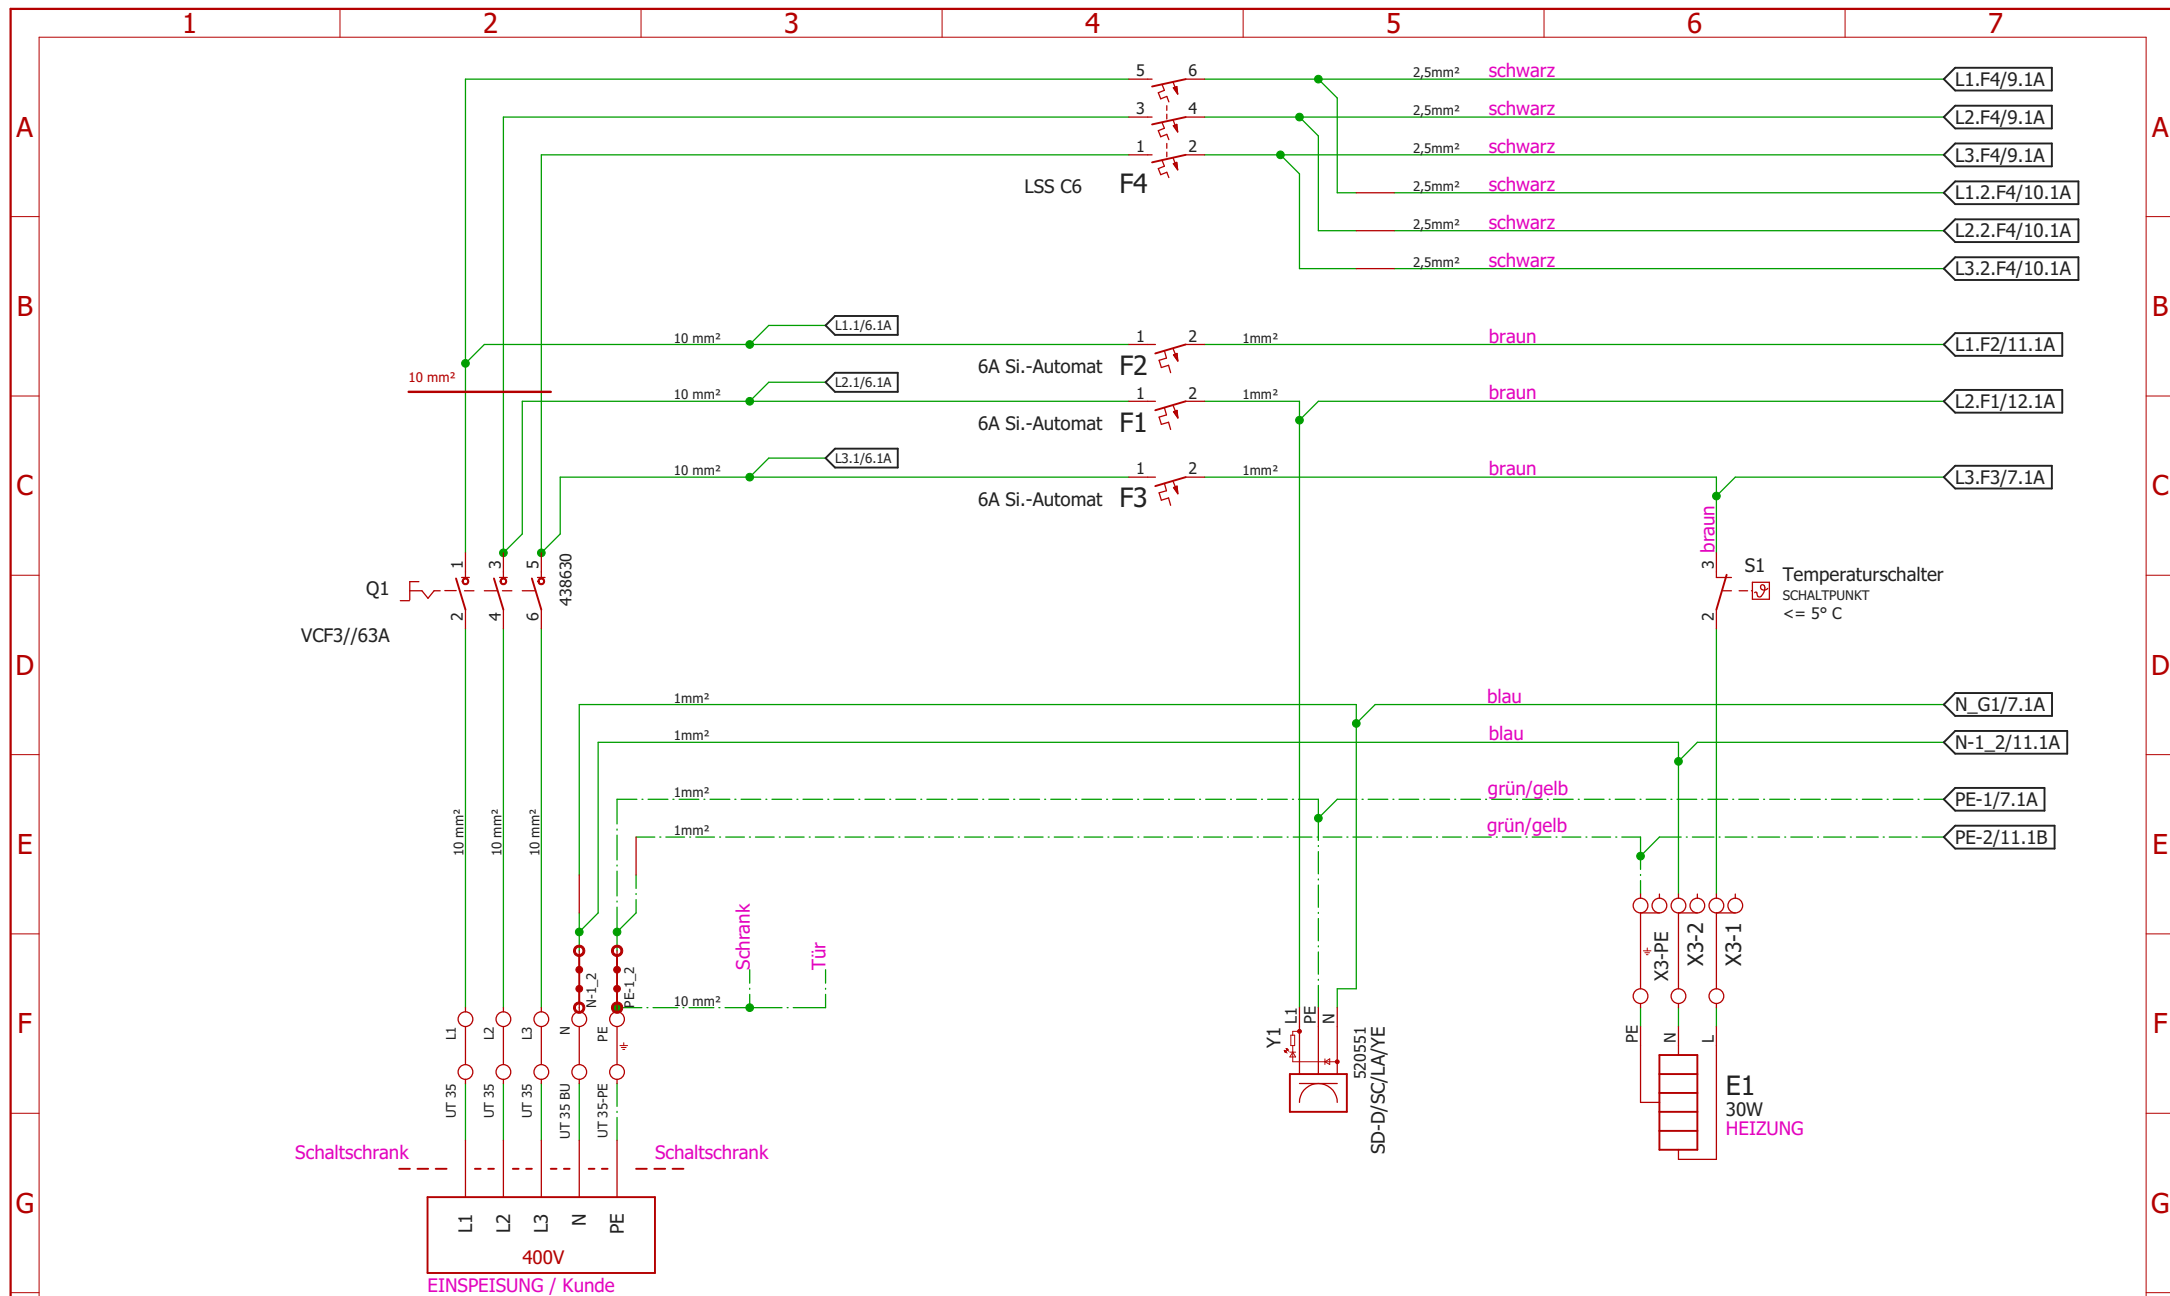 1 2 3 4 5 6 7
A A
B B
C C
D D
E E
F F
G G
5 6 2,5mm² schwarz L1.F4/9.1A
3 4 2,5mm² schwarz L2.F4/9.1A
1 2 2,5mm² schwarz L3.F4/9.1A
LSS C6 F4 2,5mm² schwarz L1.2.F4/10.1A
2,5mm² schwarz L2.2.F4/10.1A
2,5mm² schwarz L3.2.F4/10.1A
L1.1/6.1A
10 mm² 1 2 1mm² braun L1.F2/11.1A
6A Si.-Automat F2
10 mm²
L2.1/6.1A
10 mm² 1 2 1mm² braun L2.F1/12.1A
6A Si.-Automat F1
L3.1/6.1A
10 mm² 1 2 1mm² braun L3.F3/7.1A
6A Si.-Automat F3
braun
1 3 5 438630
Q1
2 4 6
VCF3//63A
3 S1 Temperaturschalter
SCHALTPUNKT
2 <= 5° C
1mm² blau N_G1/7.1A
1mm² blau N-1_2/11.1A
1mm² grün/gelb PE-1/7.1A
1mm² grün/gelb PE-2/11.1B
10 mm² 10 mm² 10 mm²
Schrank Tür
N-1_2 PE-1_2
10 mm²
X3-PE X3-2 X3-1
L1 L2 L3 N PE
UT 35 UT 35 UT 35 UT 35 BU UT 35-PE
Y1 L1 PE N
520551
SD-D/SC/LA/YE
PE N L
E1
30W
HEIZUNG
Schaltschrank Schaltschrank
L1 L2 L3 N PE
400V
EINSPEISUNG / Kunde